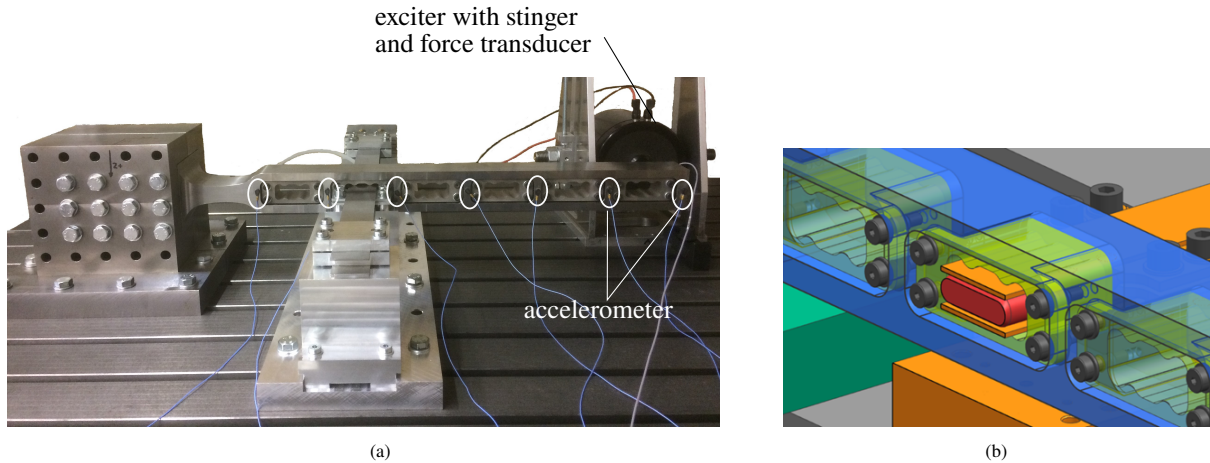 exciter with stinger
and force transducer
accelerometer
(a)
(b)